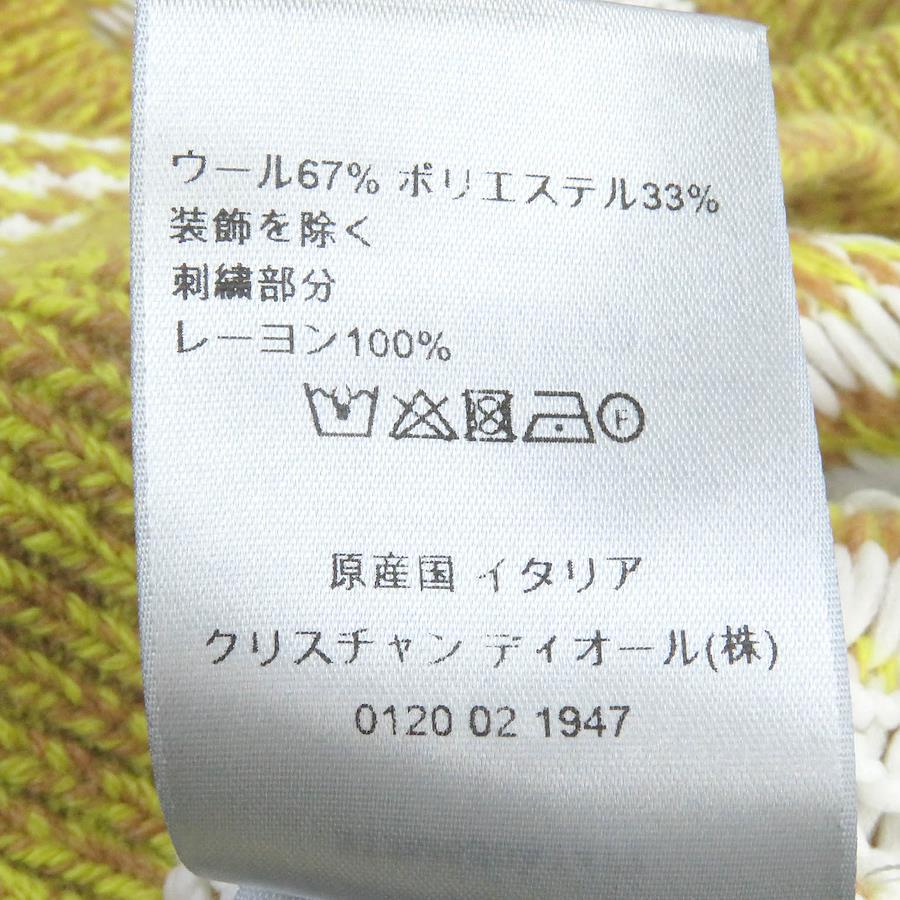 ウール67% ポリエステル33%
装飾を除く
刺繍部分
レーヨン100%
F
原産国 イタリア
クリスチャン ディオール(株)
0120 02 1947